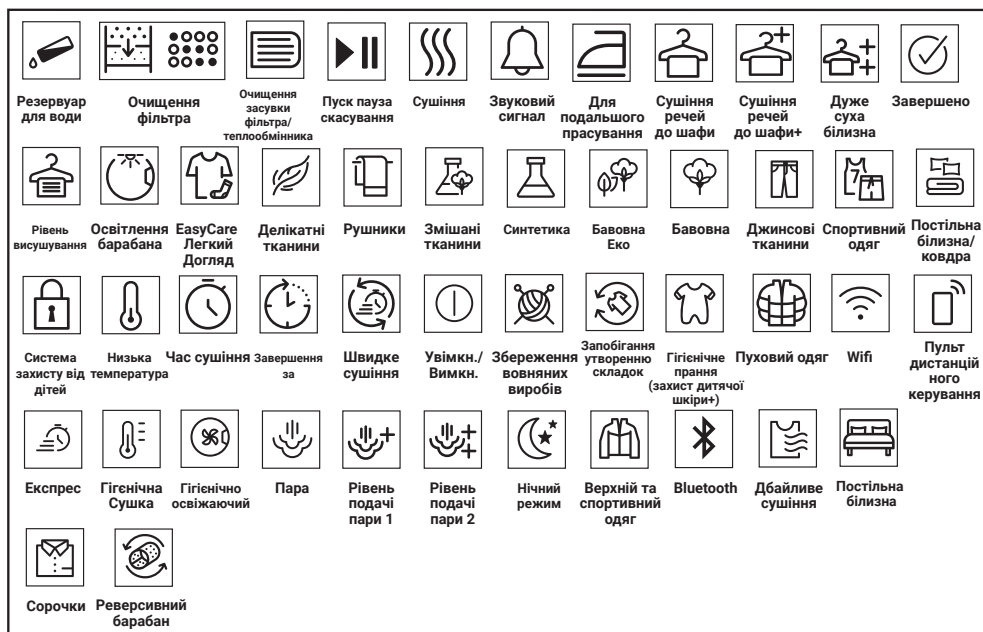 Резервуар для води
Очищення фільтра
Очищення засувки фільтра/ теплообмінника
Пуск пауза скасування
Сушіння
Звуковий сигнал
Для подальшого прасування
Сушіння речей до шафи
Сушіння речей до шафи+
Дуже суха білизна
Завершено
Рівень висушування
Освітлення барабана
EasyCare Легкий Догляд
Делікатні тканини
Рушники
Змішані тканини
Синтетика
Бавовна Еко
Бавовна
Джинсові тканини
7
Спортивний одяг
Постільна білизна/ ковдра
Система захисту від дітей
Низька температура
Час сушіння
Завершення за
Швидке сушіння
Увімкн./ Вимкн.
Збереження вовняних виробів
Запобігання утворенню складок
Гігієнічне прання (захист дитячої шкіри+)
Пуховий одяг
Wifi
Пульт дистанцій ного керування
Експрес
Гігєнічна Сушка
Гігієнічно освіжаючий
Пара
Рівень подачі пари 1
Рівень подачі пари 2
Нічний режим
Верхній та спортивний одяг
Bluetooth
Дбайливе сушіння
Постільна білизна
Сорочки
Реверсивний барабан